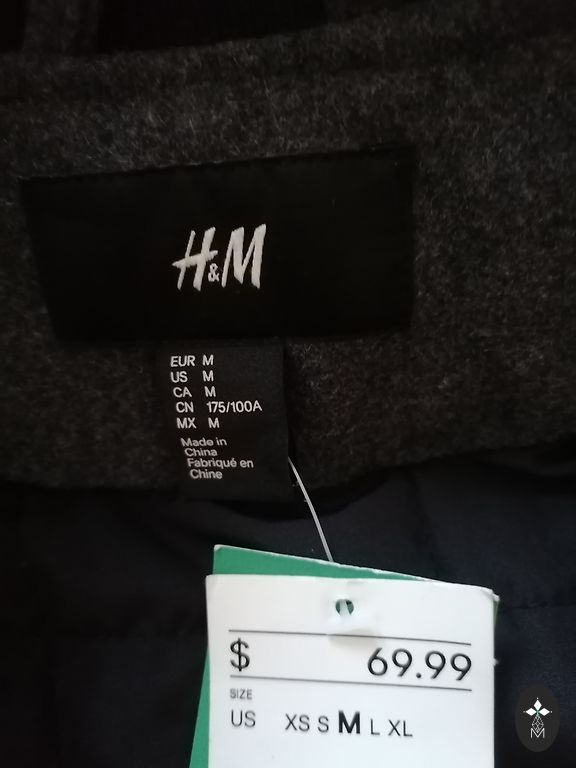 H&M
EUR M
US M
CA M
CN 175/100A
MX M
Made in
China
Fabriqué en
Chine
$ 69.99
SIZE
US XS S M L XL
M